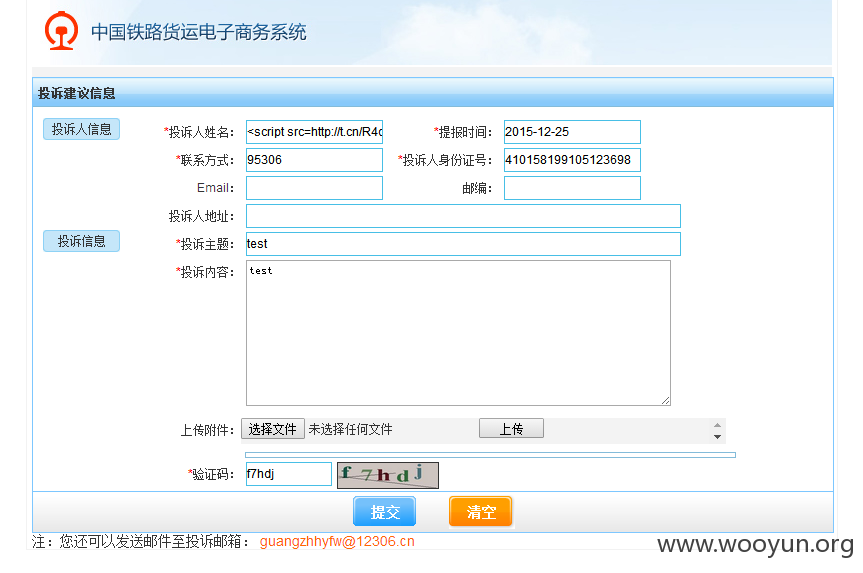 中国铁路货运电子商务系统
投诉建议信息
投诉人信息 *投诉人姓名： <script src=http://t.cn/R4c *提报时间： 2015-12-25
*联系方式： 95306 *投诉人身份证号： 410158199105123698
Email： 邮编：
投诉人地址：
投诉信息 *投诉主题： test
*投诉内容： test
上传附件： 选择文件 未选择任何文件 上传
*验证码： f7hdj f7hdj
提交 清空
注：您还可以发送邮件至投诉邮箱： guangzhhyfw@12306.cn
www.wooyun.org